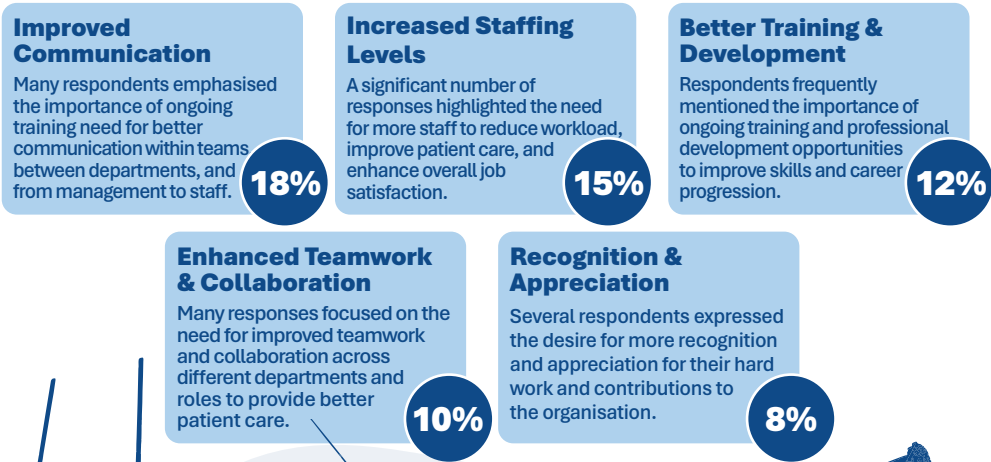 Improved
Communication
Many respondents emphasised
the importance of ongoing
training need for better
communication within teams
between departments, and
from management to staff.
18%
Increased Staffing
Levels
A significant number of
responses highlighted the need
for more staff to reduce workload,
improve patient care, and
enhance overall job
satisfaction.
15%
Better Training &
Development
Respondents frequently
mentioned the importance of
ongoing training and professional
development opportunities
to improve skills and career
progression.
12%
Enhanced Teamwork
& Collaboration
Many responses focused on the
need for improved teamwork
and collaboration across
different departments and
roles to provide better
patient care.
10%
Recognition &
Appreciation
Several respondents expressed
the desire for more recognition
and appreciation for their hard
work and contributions to
the organisation.
8%